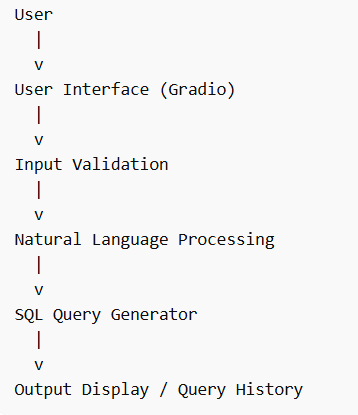 User
|
v
User Interface (Gradio)
|
v
Input Validation
|
v
Natural Language Processing
|
v
SQL Query Generator
|
v
Output Display / Query History